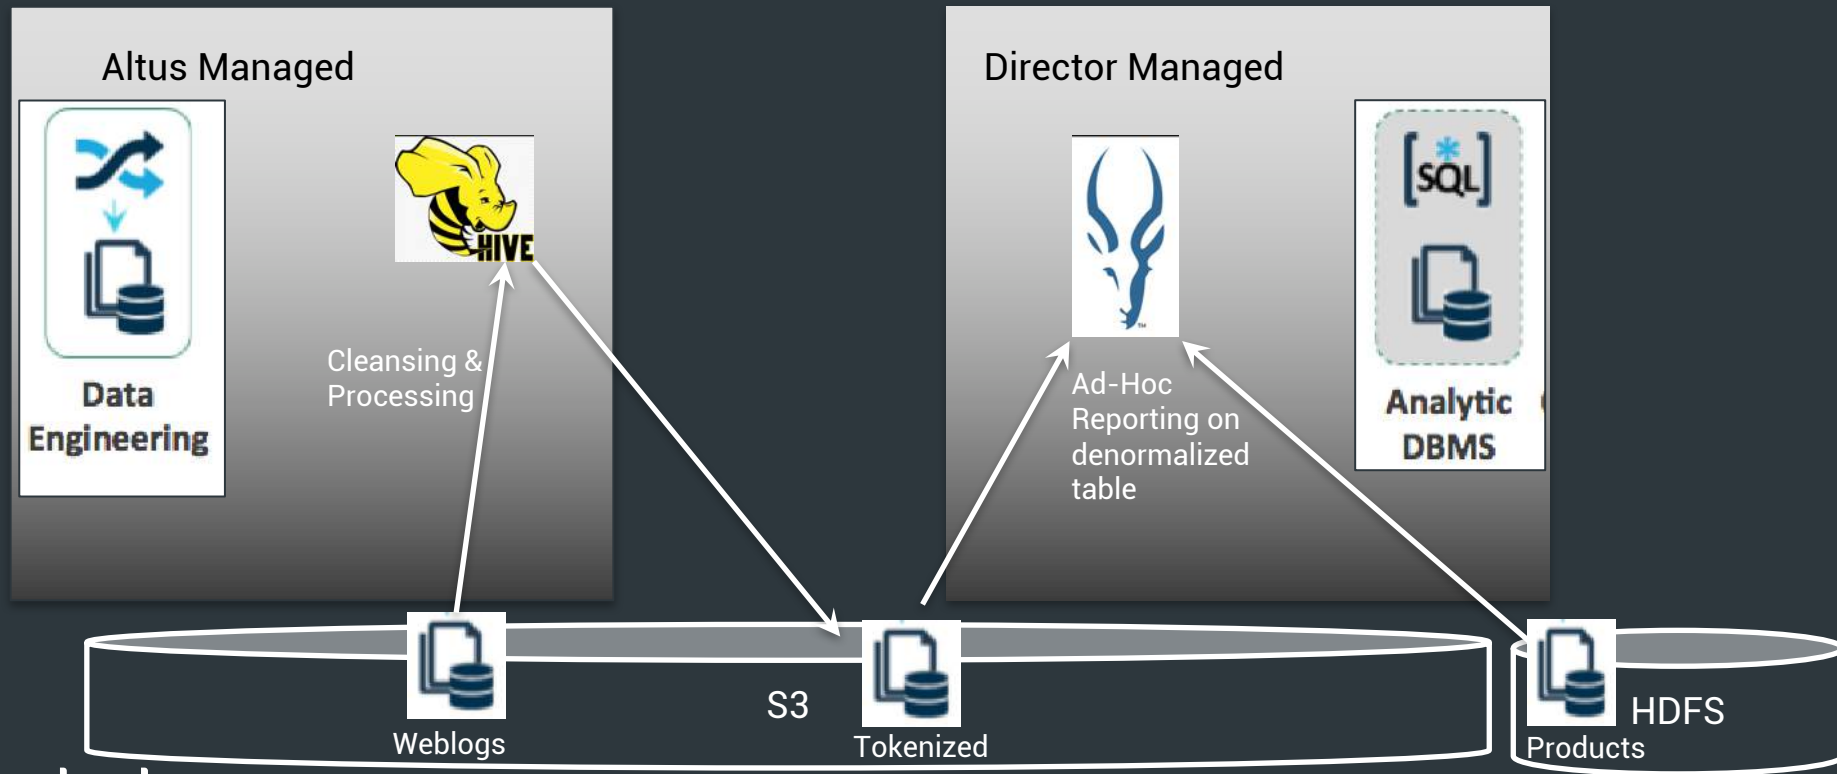 Altus Managed
Data
Engineering
HIVE
Cleansing &
Processing
Director Managed
TM
[SQL]
Analytic
DBMS
Ad-Hoc
Reporting on
denormalized
table
S3
Weblogs
Tokenized
HDFS
Products